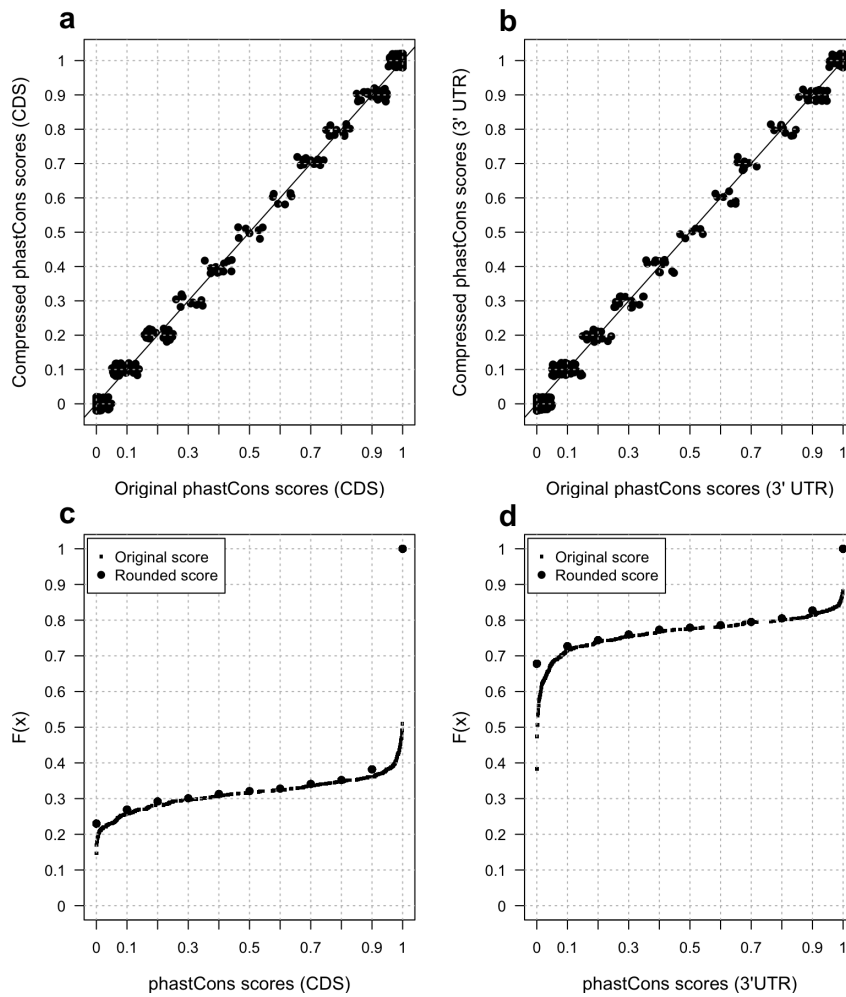 a
Compressed phastCons scores (CDS)
1
0.9
0.8
0.7
0.6
0.5
0.4
0.3
0.2
0.1
0
0 0.1 0.3 0.5 0.7 0.9 1
Original phastCons scores (CDS)
b
Compressed phastCons scores (3' UTR)
1
0.9
0.8
0.7
0.6
0.5
0.4
0.3
0.2
0.1
0
0 0.1 0.3 0.5 0.7 0.9 1
Original phastCons scores (3' UTR)
c
F(x)
1
0.9
0.8
0.7
0.6
0.5
0.4
0.3
0.2
0.1
0
Original score
Rounded score
0 0.1 0.3 0.5 0.7 0.9 1
phastCons scores (CDS)
d
F(x)
1
0.9
0.8
0.7
0.6
0.5
0.4
0.3
0.2
0.1
0
Original score
Rounded score
0 0.1 0.3 0.5 0.7 0.9 1
phastCons scores (3'UTR)